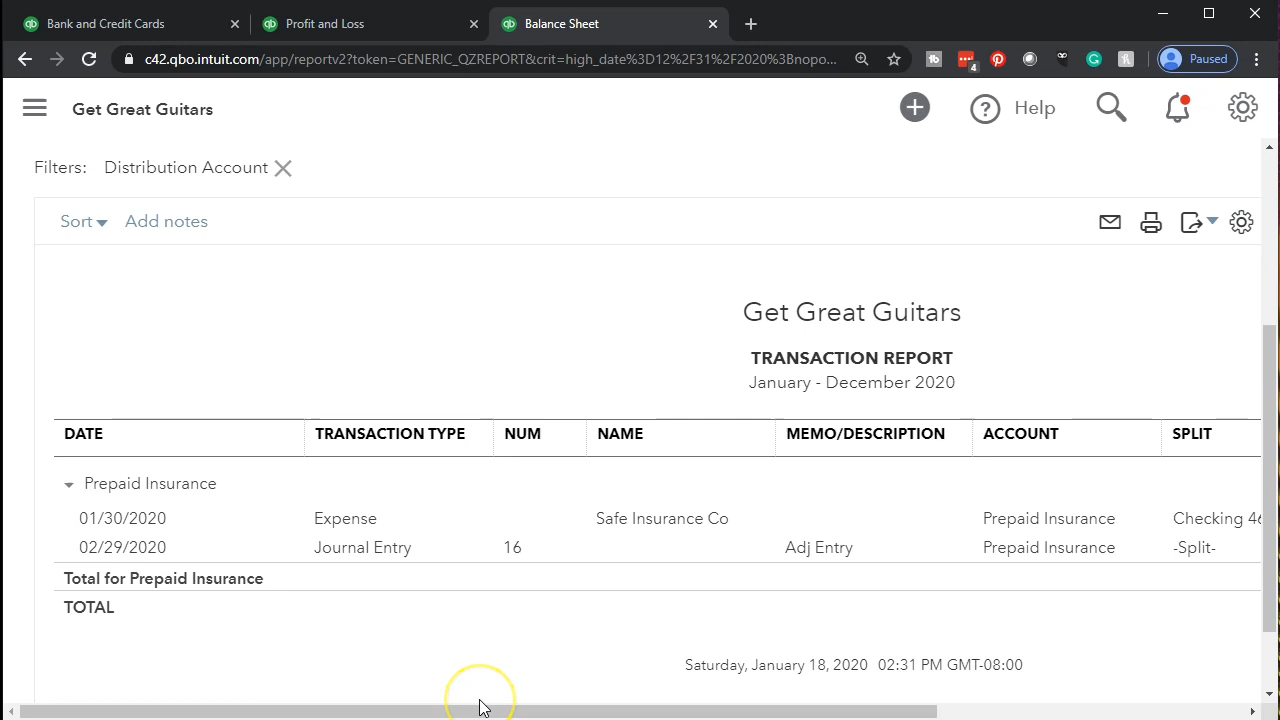 Bank and Credit Cards
Profit and Loss
Balance Sheet
c42.qbo.intuit.com/app/reportv2?token=GENERIC_QZREPORT&crit=high_date%3D12%2F31%2F2020%3Bnopo...
4
Paused
Get Great Guitars
Help
Filters: Distribution Account
Sort Add notes
Get Great Guitars
TRANSACTION REPORT
January - December 2020
DATE TRANSACTION TYPE NUM NAME MEMO/DESCRIPTION ACCOUNT SPLIT
Prepaid Insurance
01/30/2020 Expense Safe Insurance Co Prepaid Insurance Checking 46
02/29/2020 Journal Entry 16 Adj Entry Prepaid Insurance -Split-
Total for Prepaid Insurance
TOTAL
Saturday, January 18, 2020 02:31 PM GMT-08:00